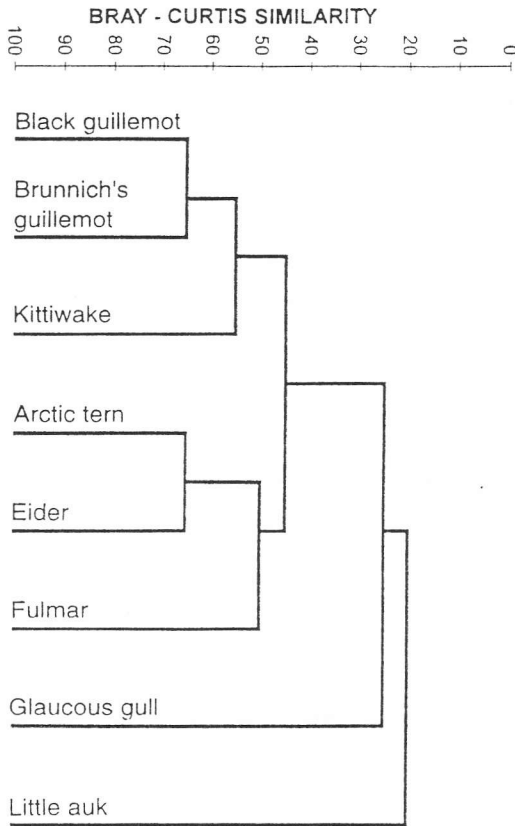 BRAY - CURTIS SIMILARITY
100 90 80 70 60 50 40 30 20 10 0
Black guillemot
Brunnich's
guillemot
Kittiwake
Arctic tern
Eider
Fulmar
Glaucous gull
Little auk